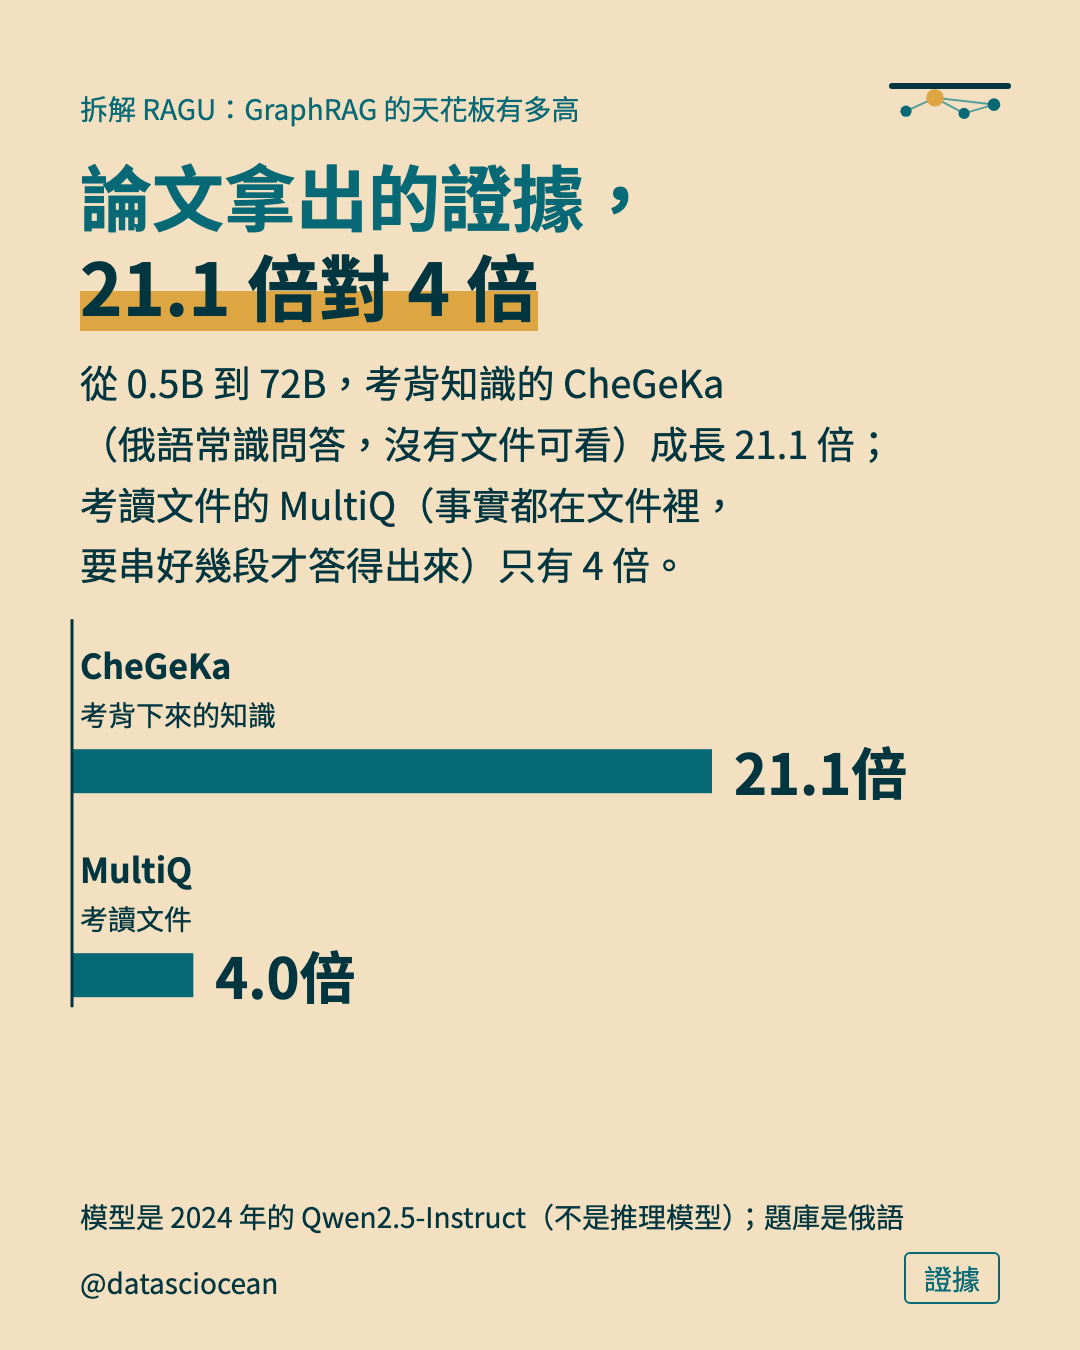 拆解 RAGU：GraphRAG 的天花板有多高
論文拿出的證據，
21.1 倍對 4 倍
從 0.5B 到 72B，考背知識的 CheGeKa
（俄語常識問答，沒有文件可看）成長 21.1 倍；
考讀文件的 MultiQ（事實都在文件裡，
要串好幾段才答得出來）只有 4 倍。
CheGeKa
考背下來的知識
21.1倍
MultiQ
考讀文件
4.0倍
模型是 2024 年的 Qwen2.5-Instruct（不是推理模型）；題庫是俄語
@datasciocean
證據